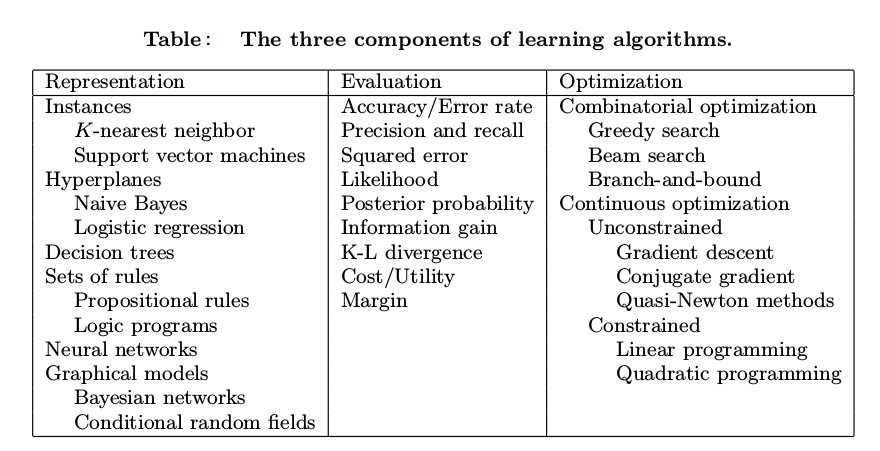 Table: The three components of learning algorithms.
Representation Evaluation Optimization
Instances Accuracy/Error rate Combinatorial optimization
K-nearest neighbor Precision and recall Greedy search
Support vector machines Squared error Beam search
Hyperplanes Likelihood Branch-and-bound
Naive Bayes Posterior probability Continuous optimization
Logistic regression Information gain Unconstrained
Decision trees K-L divergence Gradient descent
Sets of rules Cost/Utility Conjugate gradient
Propositional rules Margin Quasi-Newton methods
Logic programs Constrained
Neural networks Linear programming
Graphical models Quadratic programming
Bayesian networks
Conditional random fields